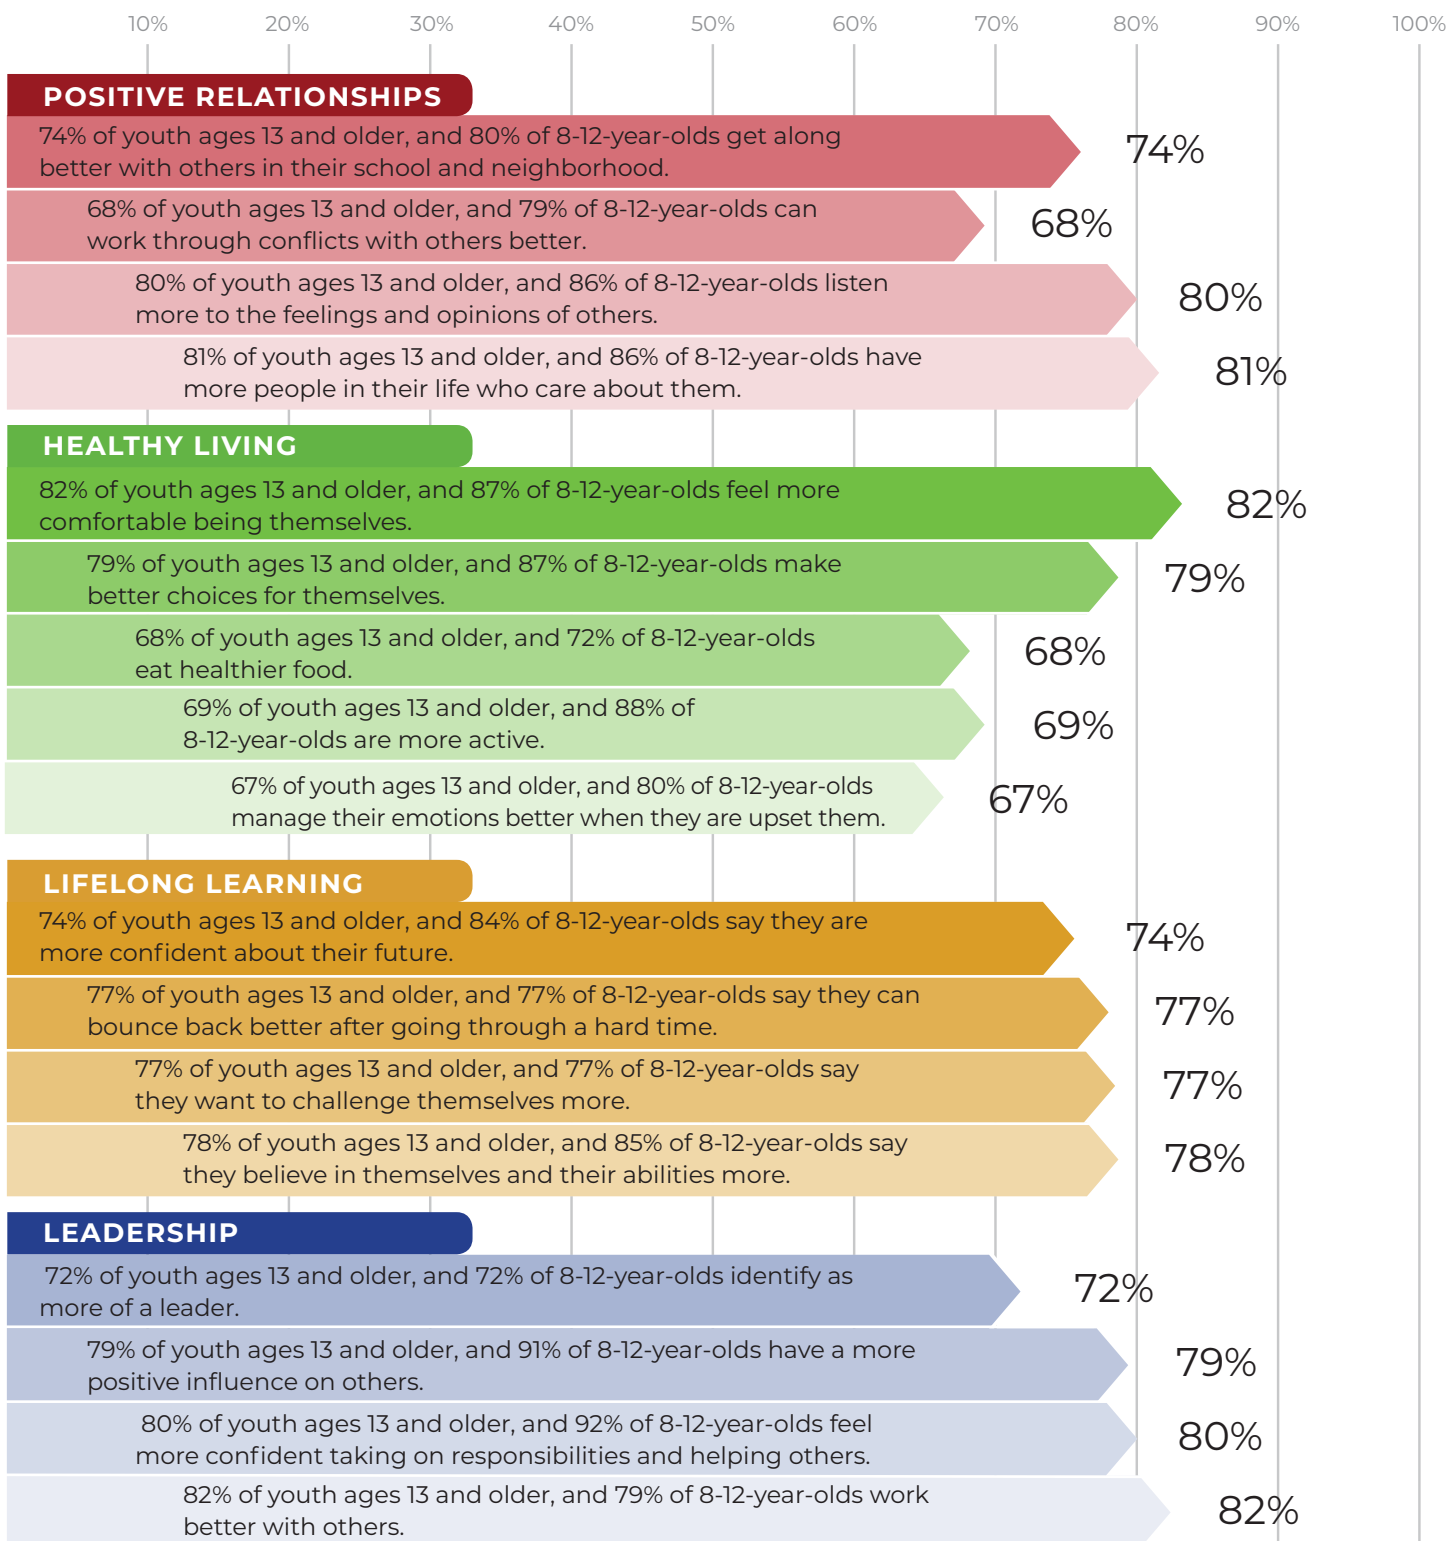 10% 20% 30% 40% 50% 60% 70% 80% 90% 100%
POSITIVE RELATIONSHIPS
74% of youth ages 13 and older, and 80% of 8-12-year-olds get along
better with others in their school and neighborhood.
74%
68% of youth ages 13 and older, and 79% of 8-12-year-olds can
work through conflicts with others better.
68%
80% of youth ages 13 and older, and 86% of 8-12-year-olds listen
more to the feelings and opinions of others.
80%
81% of youth ages 13 and older, and 86% of 8-12-year-olds have
more people in their life who care about them.
81%
HEALTHY LIVING
82% of youth ages 13 and older, and 87% of 8-12-year-olds feel more
comfortable being themselves.
82%
79% of youth ages 13 and older, and 87% of 8-12-year-olds make
better choices for themselves.
79%
68% of youth ages 13 and older, and 72% of 8-12-year-olds
eat healthier food.
68%
69% of youth ages 13 and older, and 88% of
8-12-year-olds are more active.
69%
67% of youth ages 13 and older, and 80% of 8-12-year-olds
manage their emotions better when they are upset them.
67%
LIFELONG LEARNING
74% of youth ages 13 and older, and 84% of 8-12-year-olds say they are
more confident about their future.
74%
77% of youth ages 13 and older, and 77% of 8-12-year-olds say they can
bounce back better after going through a hard time.
77%
77% of youth ages 13 and older, and 77% of 8-12-year-olds say
they want to challenge themselves more.
77%
78% of youth ages 13 and older, and 85% of 8-12-year-olds say
they believe in themselves and their abilities more.
78%
LEADERSHIP
72% of youth ages 13 and older, and 72% of 8-12-year-olds identify as
more of a leader.
72%
79% of youth ages 13 and older, and 91% of 8-12-year-olds have a more
positive influence on others.
79%
80% of youth ages 13 and older, and 92% of 8-12-year-olds feel
more confident taking on responsibilities and helping others.
80%
82% of youth ages 13 and older, and 79% of 8-12-year-olds work
better with others.
82%